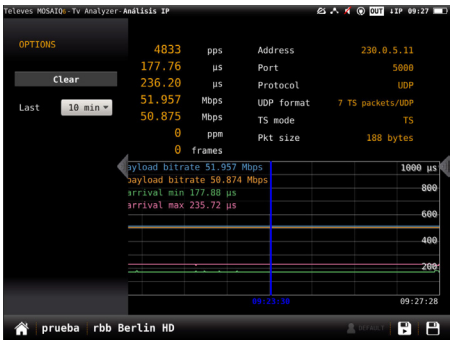 Televes MOSAIQ6-Tv Analyzer-Análisis IP OUT IP 09:27
OPTIONS
Clear
Last 10 min
4833 pps Address 230.0.5.11
177.76 µs Port 5000
236.20 µs Protocol UDP
51.957 Mbps UDP format 7 TS packets/UDP
50.875 Mbps TS mode TS
0 ppm Pkt size 188 bytes
0 frames
ayload bitrate 51.957 Mbps 1000 µs
payload bitrate 50.874 Mbps
800
arrival min 177.88 µs
arrival max 235.72 µs
600
400
200
09:27:28
prueba rbb Berlin HD DEFAULT